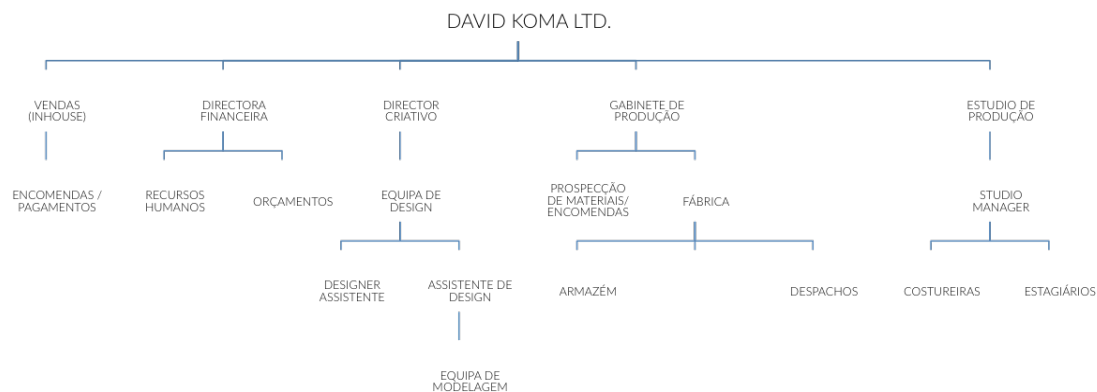 DAVID KOMA LTD.
VENDAS
(INHOUSE)
DIRECTORA
FINANCEIRA
DIRECTOR
CRIATIVO
GABINETE DE
PRODUÇÃO
ESTUDIO DE
PRODUÇÃO
ENCOMENDAS /
PAGAMENTOS
RECURSOS
HUMANOS
ORÇAMENTOS
EQUIPA DE
DESIGN
PROSPECÇÃO
DE MATERIAIS/
ENCOMENDAS
FÁBRICA
STUDIO
MANAGER
DESIGNER
ASSISTENTE
ASSISTENTE DE
DESIGN
ARMAZÉM
DESPACHOS
COSTUREIRAS
ESTAGIÁRIOS
EQUIPA DE
MODELAGEM